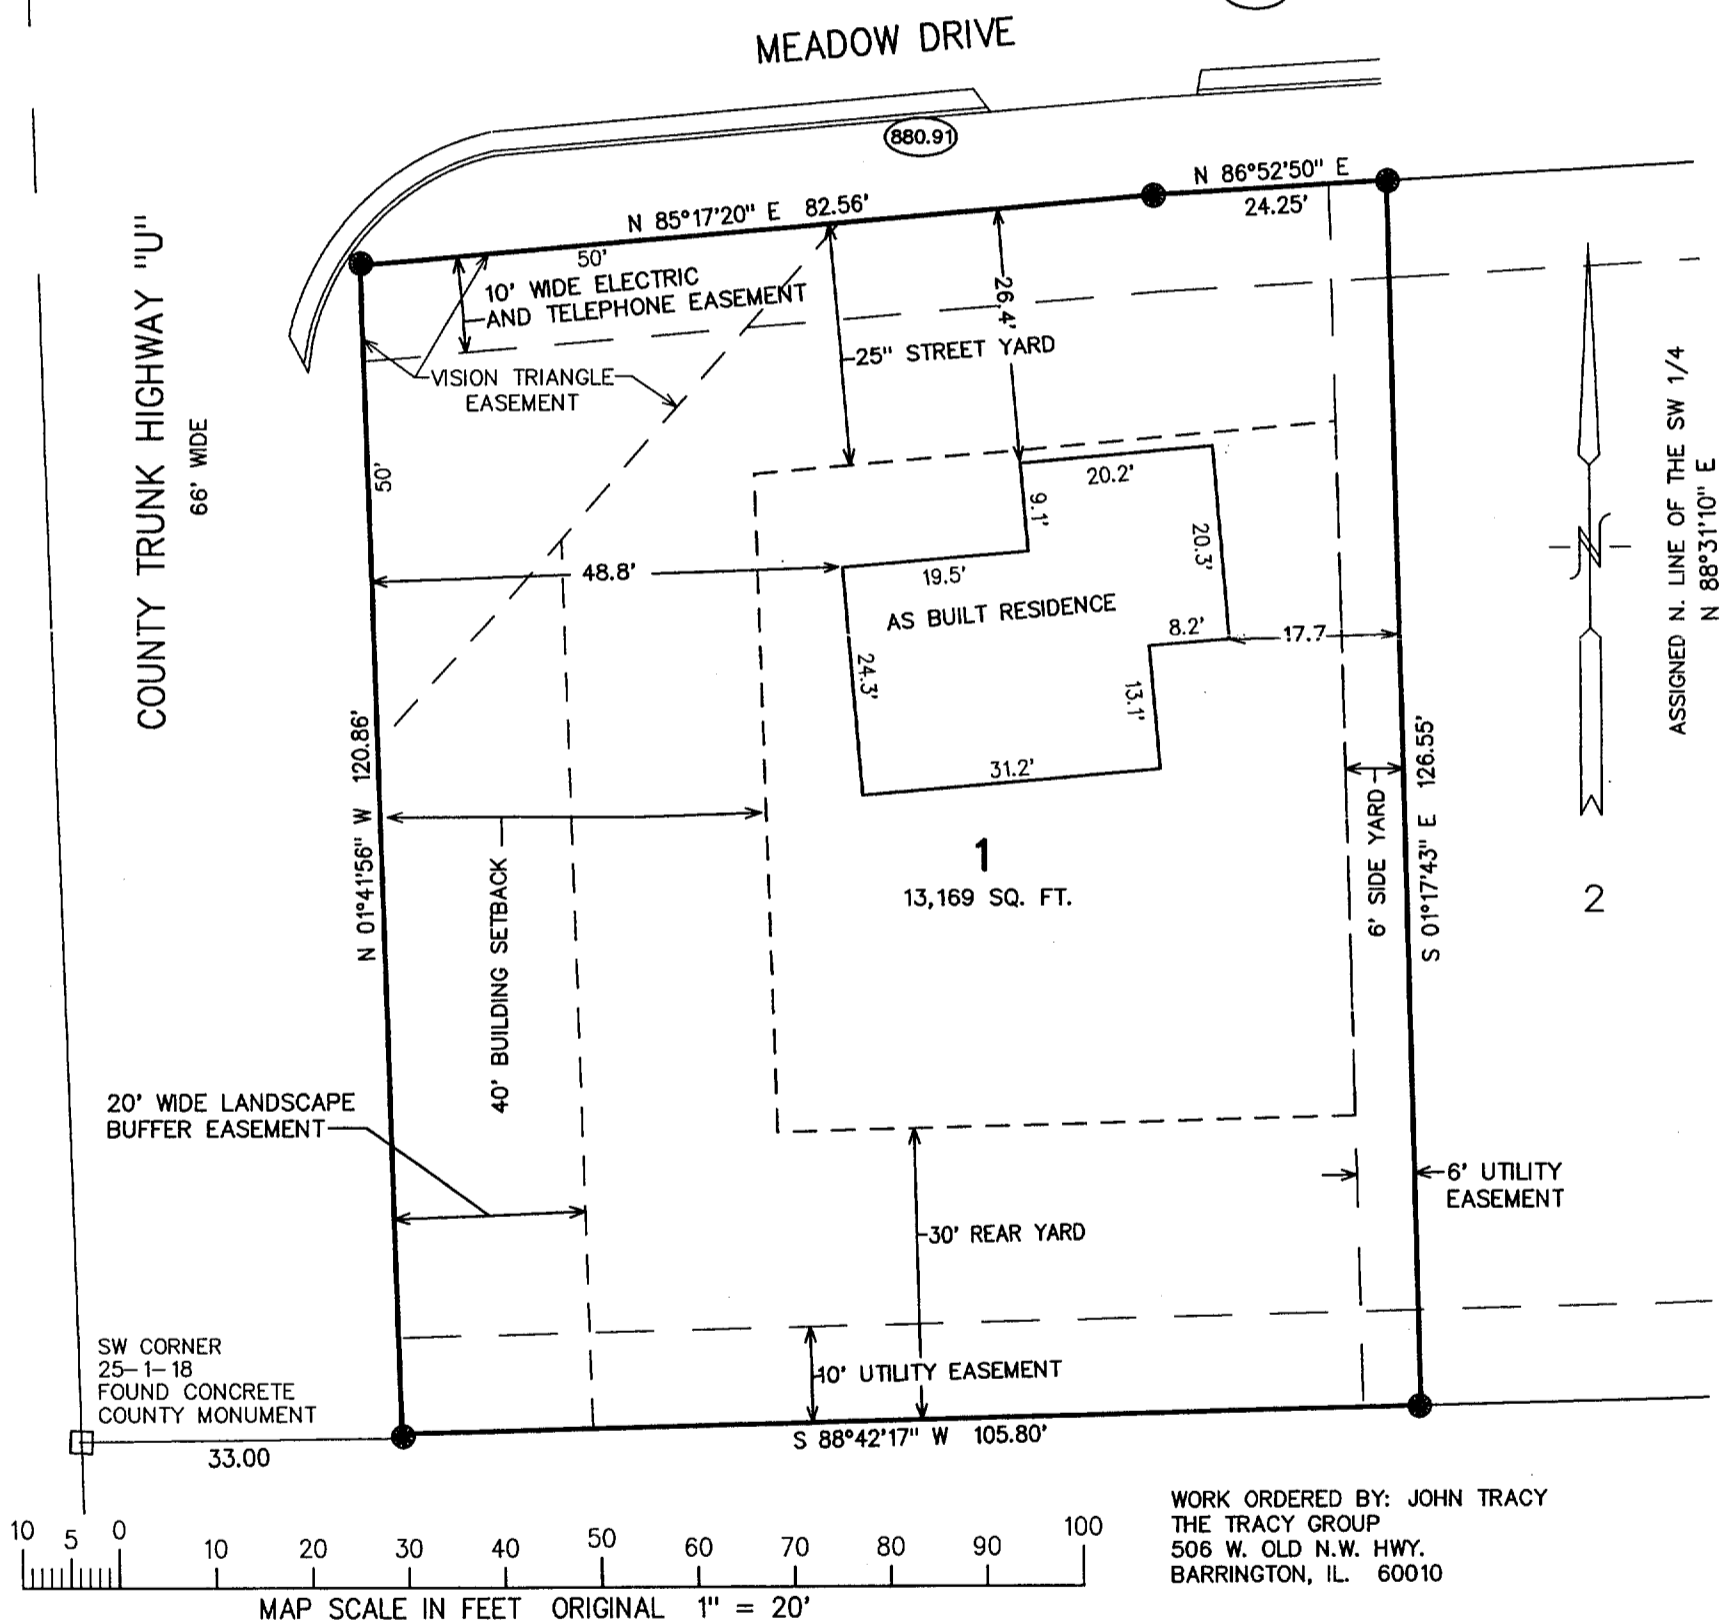 MEADOW DRIVE
880.91
N 86°52'50" E
24.25'
N 85°17'20" E 82.56'
50'
10' WIDE ELECTRIC
AND TELEPHONE EASEMENT
26.4'
25" STREET YARD
VISION TRIANGLE
EASEMENT
COUNTY TRUNK HIGHWAY "U"
66' WIDE
50'
20.2'
9.1'
20.3'
48.8'
19.5'
AS BUILT RESIDENCE
8.2'
17.7
24.3'
13.1'
31.2'
ASSIGNED N. LINE OF THE SW 1/4
N 88°31'10" E
N
N 01°41'56" W 120.86'
40' BUILDING SETBACK
1
13,169 SQ. FT.
6' SIDE YARD
S 01°17'43" E 126.55'
2
20' WIDE LANDSCAPE
BUFFER EASEMENT
6' UTILITY
EASEMENT
30' REAR YARD
10' UTILITY EASEMENT
SW CORNER
25-1-18
FOUND CONCRETE
COUNTY MONUMENT
33.00
S 88°42'17" W 105.80'
10 5 0 10 20 30 40 50 60 70 80 90 100
MAP SCALE IN FEET ORIGINAL 1" = 20'
WORK ORDERED BY: JOHN TRACY
THE TRACY GROUP
506 W. OLD N.W. HWY.
BARRINGTON, IL. 60010